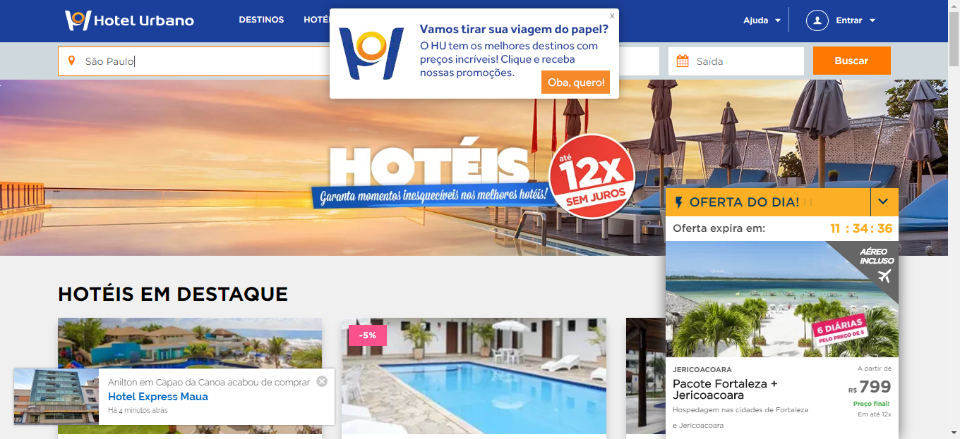 Hotel Urbano
DESTINOS
Ajuda
Entrar
x
Vamos tirar sua viagem do papel?
O HU tem os melhores destinos com
preços incríveis! Clique e receba
nossas promoções.
Oba, quero!
São Paulo
Saída
Buscar
HOTÉIS
Garanta momentos inesquecíveis nos melhores hotéis!
até
12x
SEM JUROS
OFERTA DO DIA!
Oferta expira em:
11 : 34 : 36
AÉREO
INCLUSO
6 DIÁRIAS
PELO PREÇO DE 5
JERICOACOARA
Pacote Fortaleza +
Jericoacoara
Hospedagem nas cidades de Fortaleza
e Jericoacoara
A partir de
R$ 799
Preço final!
Em até 12x
HOTÉIS EM DESTAQUE
-5%
Anilton em Capao da Canoa acabou de comprar
Hotel Express Maua
Há 4 minutos atrás